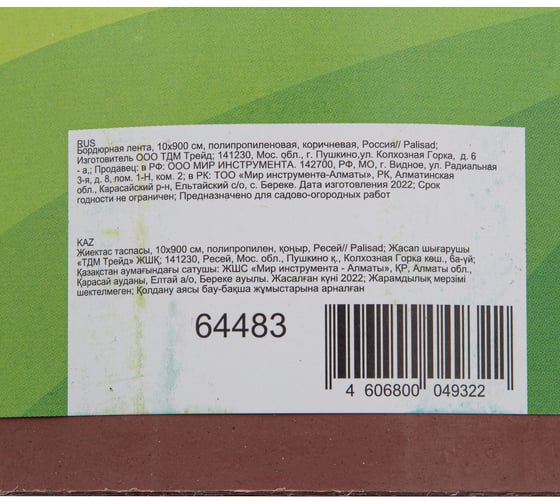 RUS
Бордюрная лента, 10х900 см, полипропиленовая, коричневая, Россия// Palisad;
Изготовитель ООО ТДМ Трейд; 141230, Мос. обл., г. Пушкино,ул. Колхозная Горка, д. 6
- а,; Продавец: в РФ: ООО МИР ИНСТРУМЕНТА. 142700, РФ, МО, г. Видное, ул. Радиальная
3-я, д. 8, пом. 1-Н, ком. 2; в РК: ТОО «Мир инструмента-Алматы», РК, Алматинская
обл., Карасайский р-н, Ельтайский с/о, с. Береке. Дата изготовления 2022; Срок
годности не ограничен; Предназначено для садово-огородных работ
KAZ
Жиектас таспасы, 10х900 см, полипропилен, қоңыр, Ресей// Palisad; Жасап шығарушы
«ТДМ Трейд» ЖШҚ; 141230, Ресей, Мос. обл., Пушкино қ., Колхозная Горка көш., 6а-үй;
Қазақстан аумағындағы сатушы: ЖШС «Мир инструмента - Алматы», ҚР, Алматы обл.,
Қарасай ауданы, Елтай а/о, Береке ауылы. Жасалған күні 2022; Жарамдылық мерзімі
шектелмеген; Қолдану аясы бау-бақша жұмыстарына арналған
64483
4 606800 049322